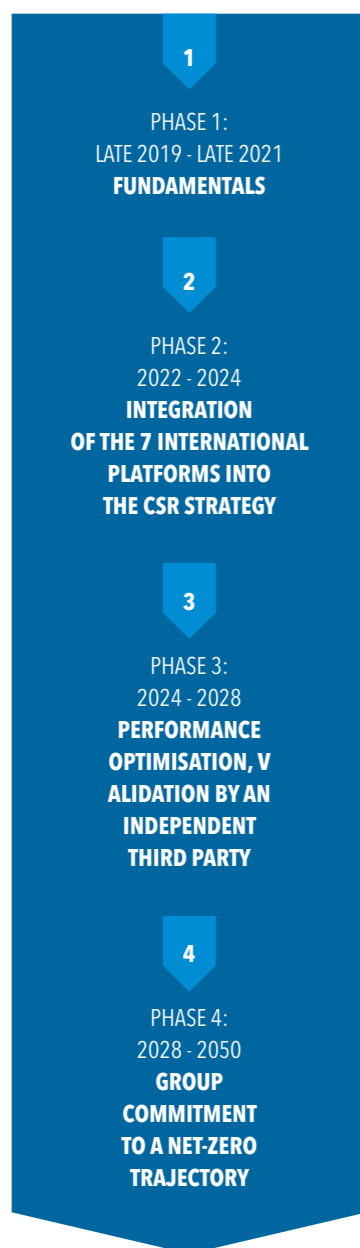 1
PHASE 1:
LATE 2019 - LATE 2021
FUNDAMENTALS
2
PHASE 2:
2022 - 2024
INTEGRATION
OF THE 7 INTERNATIONAL
PLATFORMS INTO
THE CSR STRATEGY
3
PHASE 3:
2024 - 2028
PERFORMANCE
OPTIMISATION, V
ALIDATION BY AN
INDEPENDENT
THIRD PARTY
4
PHASE 4:
2028 - 2050
GROUP
COMMITMENT
TO A NET-ZERO
TRAJECTORY